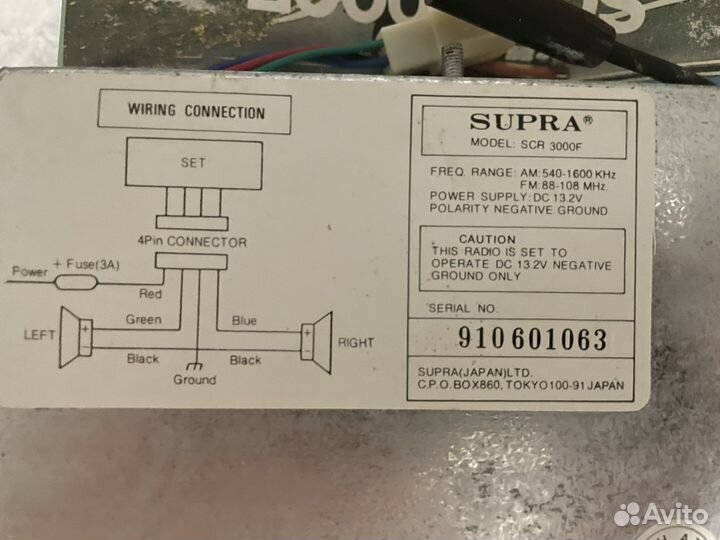 WIRING CONNECTION
SET
4Pin CONNECTOR
Power
+ Fuse(3A)
Red
Green
Blue
LEFT
+
-
+
-
RIGHT
Black
Black
Ground
SUPRA®
MODEL: SCR 3000F
FREQ. RANGE: AM:540-1600 KHz
FM:88-108 MHz.
POWER SUPPLY: DC 13.2V
POLARITY NEGATIVE GROUND
CAUTION
THIS RADIO IS SET TO
OPERATE DC 13.2V NEGATIVE
GROUND ONLY
SERIAL NO.
910601063
SUPRA(JAPAN)LTD.
C.P.O.BOX860, TOKYO100-91 JAPAN
Avito